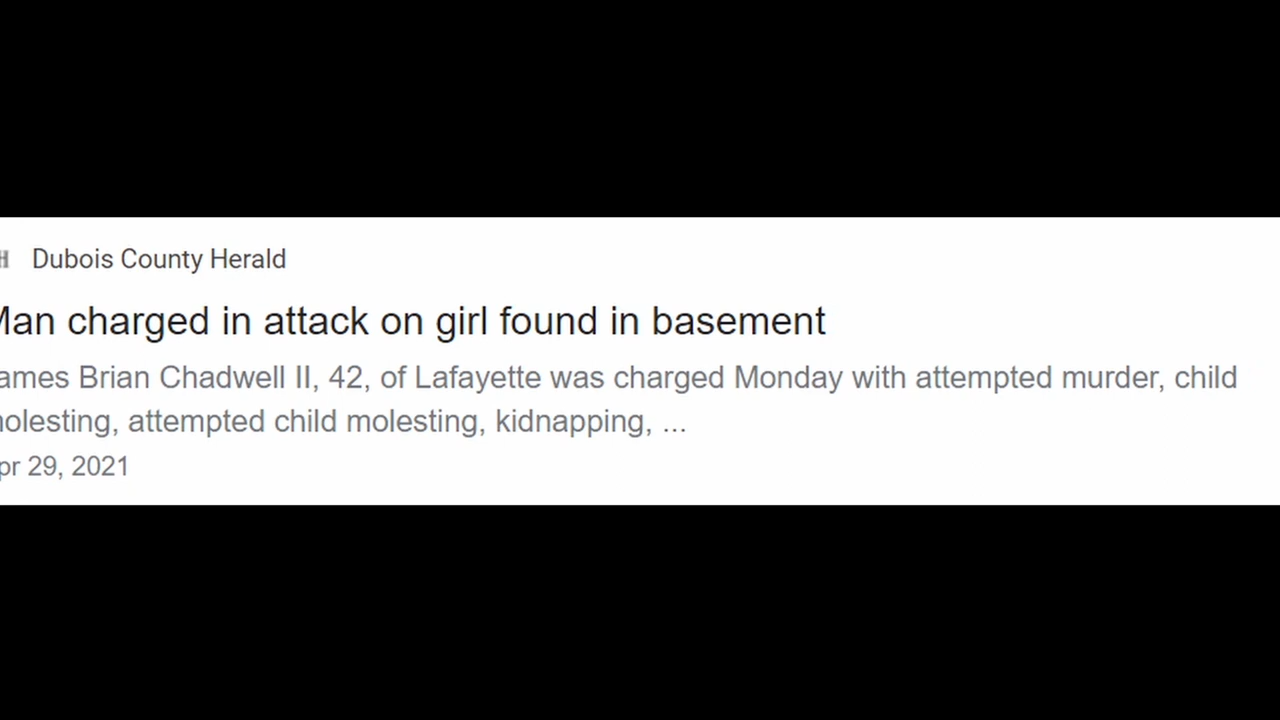 H Dubois County Herald
Man charged in attack on girl found in basement
ames Brian Chadwell II, 42, of Lafayette was charged Monday with attempted murder, child
molesting, attempted child molesting, kidnapping, ...
pr 29, 2021